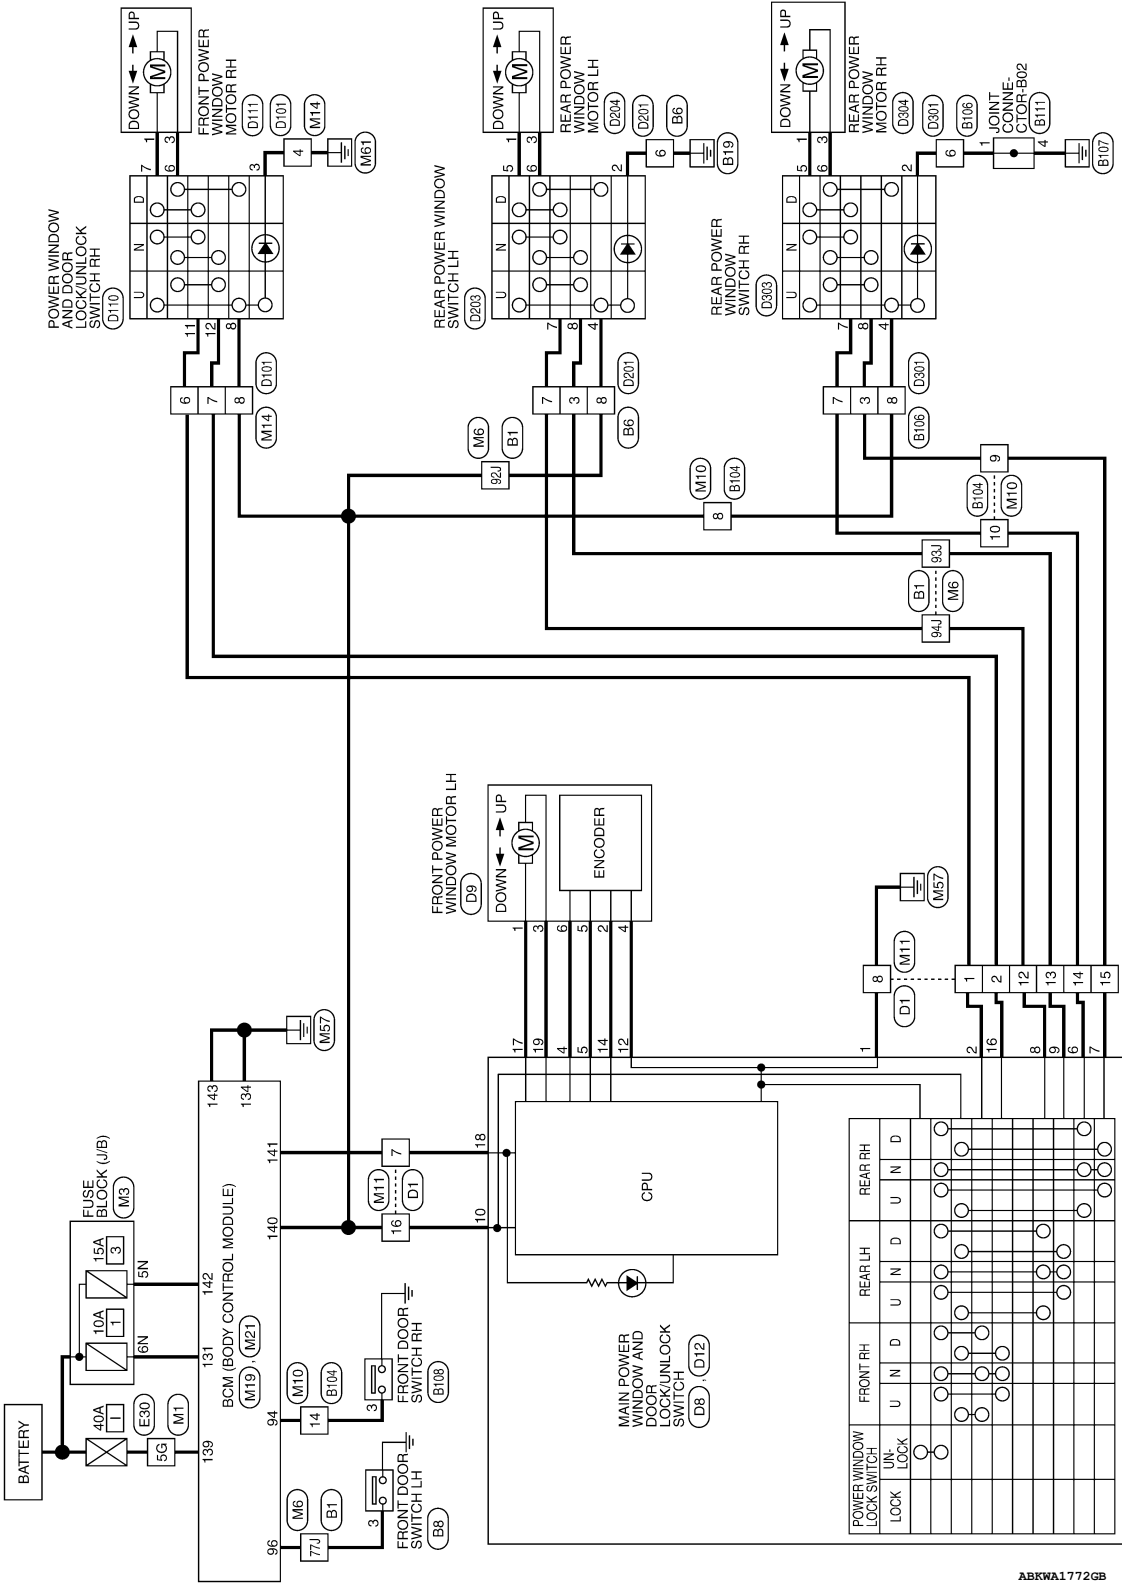 BATTERY
40A
I
E30
5G
M1
139
FUSE
BLOCK (J/B)
M3
10A
1
15A
3
6N
5N
131
142
BCM (BODY CONTROL MODULE)
M19 , M21
143
134
M57
96
94
140
141
M6
77J
B1
3
FRONT DOOR
SWITCH LH
B8
M10
14
B104
3
FRONT DOOR
SWITCH RH
B108
16
M11
D1
7
10
18
CPU
MAIN POWER
WINDOW AND
DOOR
LOCK/UNLOCK
SWITCH
D8 , D12
POWER WINDOW
LOCK SWITCH
LOCK
UN-
LOCK
FRONT RH
U
N
D
REAR LH
U
N
D
REAR RH
U
N
D
17
19
4
5
14
12
1
3
6
5
2
4
FRONT POWER
WINDOW MOTOR LH
D9
DOWN
UP
M
ENCODER
1
8
D1
M11
M57
2
16
8
9
6
7
1
2
12
13
14
15
94J
93J
B1
M6
10
9
B104
M10
M6
92J
B1
M10
8
B104
POWER WINDOW
AND DOOR
LOCK/UNLOCK
SWITCH RH
D110
U
N
D
11
12
8
6
7
8
M14
D101
7
6
3
1
3
DOWN
UP
M
FRONT POWER
WINDOW
MOTOR RH
D111
D101
M14
4
M61
REAR POWER WINDOW
SWITCH LH
D203
U
N
D
7
8
4
7
3
8
B6
D201
5
6
2
1
3
DOWN
UP
M
REAR POWER
WINDOW
MOTOR LH
D204
D201
B6
6
B19
REAR POWER
WINDOW
SWITCH RH
D303
U
N
D
7
8
4
7
3
8
B106
D301
5
6
2
1
3
DOWN
UP
M
REAR POWER
WINDOW
MOTOR RH
D304
D301
B106
6
JOINT
CONNE-
CTOR-B02
B111
1
4
B107
ABKWA1772GB